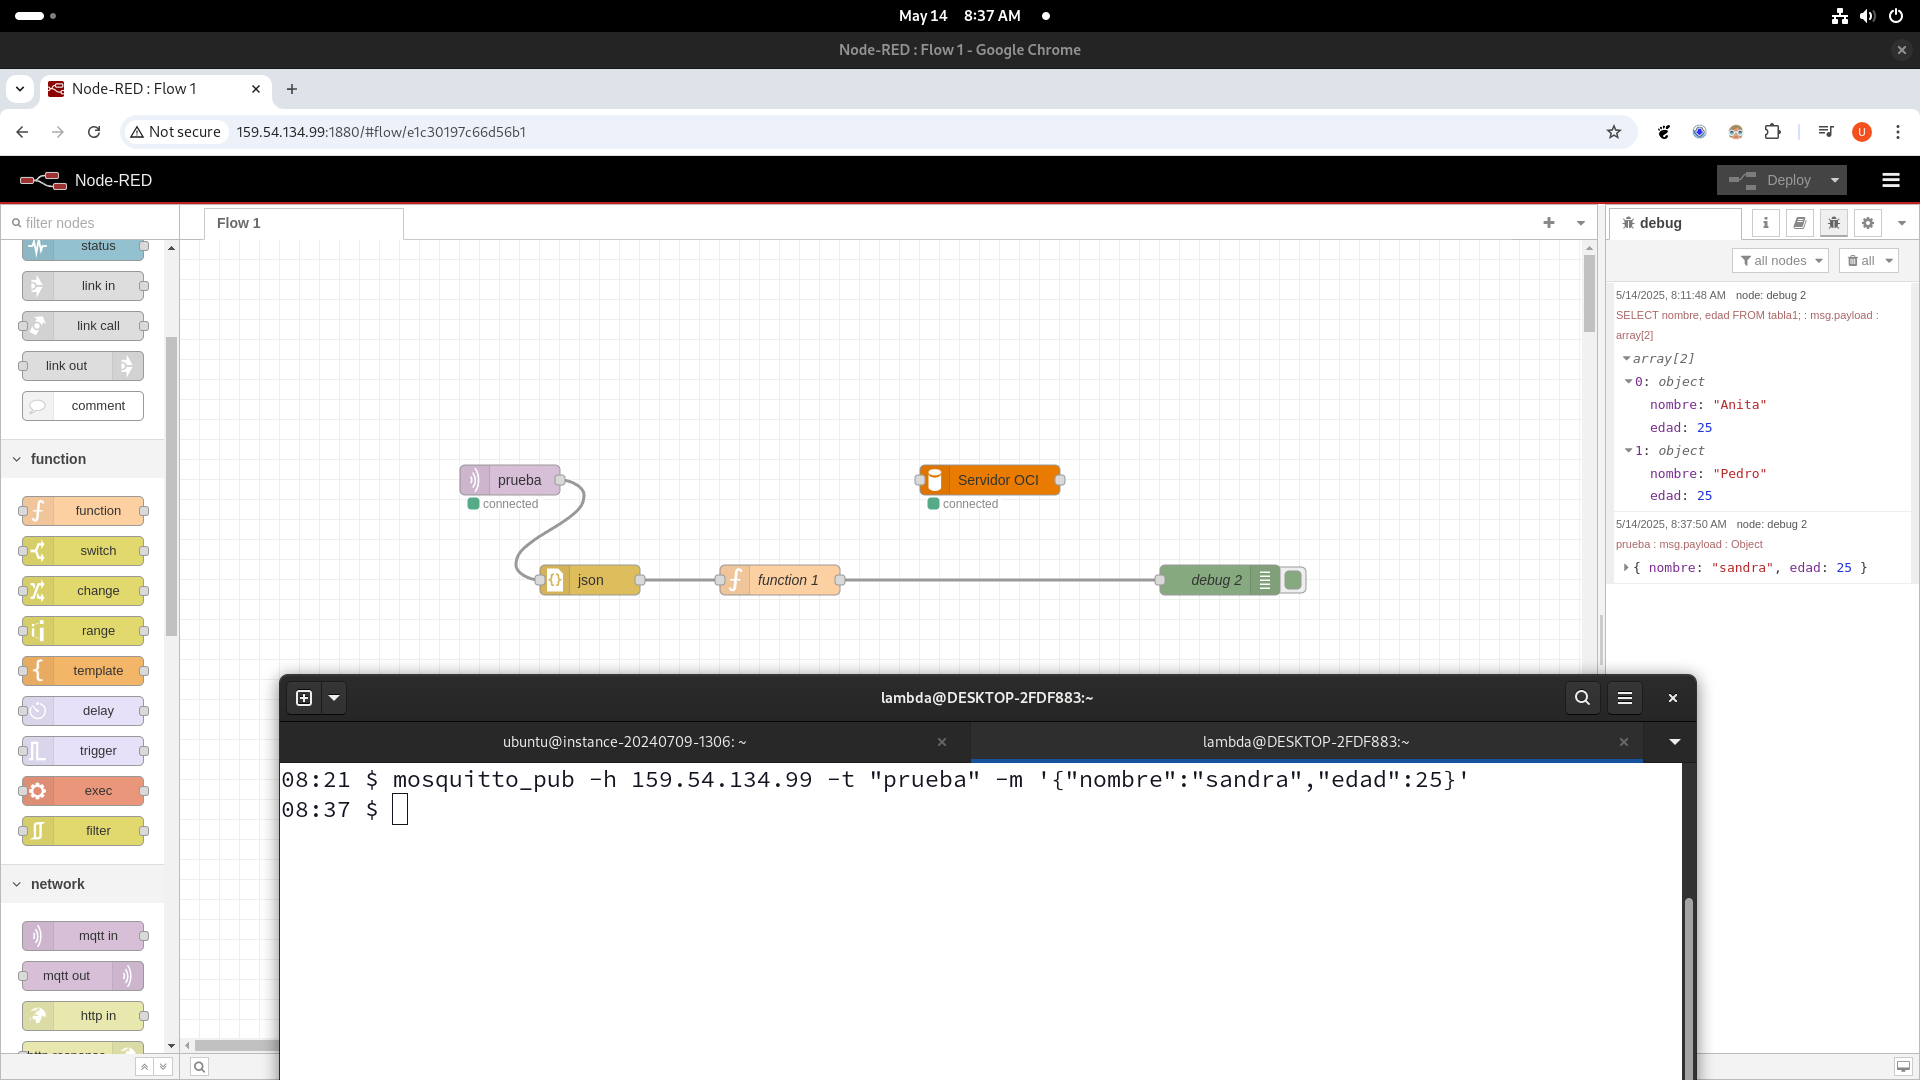 May 14 8:37 AM
Node-RED : Flow 1 - Google Chrome
Node-RED : Flow 1
Not secure 159.54.134.99:1880/#flow/e1c30197c66d56b1
U
Node-RED
Deploy
filter nodes
status
link in
link call
link out
comment
function
function
switch
change
range
template
delay
trigger
exec
filter
network
mqtt in
mqtt out
http in
http response
Flow 1
prueba
connected
Servidor OCI
connected
json
function 1
debug 2
debug
all nodes
all
5/14/2025, 8:11:48 AM node: debug 2
SELECT nombre, edad FROM tabla1; : msg.payload :
array[2]
array[2]
0: object
nombre: "Anita"
edad: 25
1: object
nombre: "Pedro"
edad: 25
5/14/2025, 8:37:50 AM node: debug 2
prueba : msg.payload : Object
{ nombre: "sandra", edad: 25 }
lambda@DESKTOP-2FDF883:~
ubuntu@instance-20240709-1306: ~
lambda@DESKTOP-2FDF883:~
08:21 $ mosquitto_pub -h 159.54.134.99 -t "prueba" -m '{"nombre":"sandra","edad":25}'
08:37 $